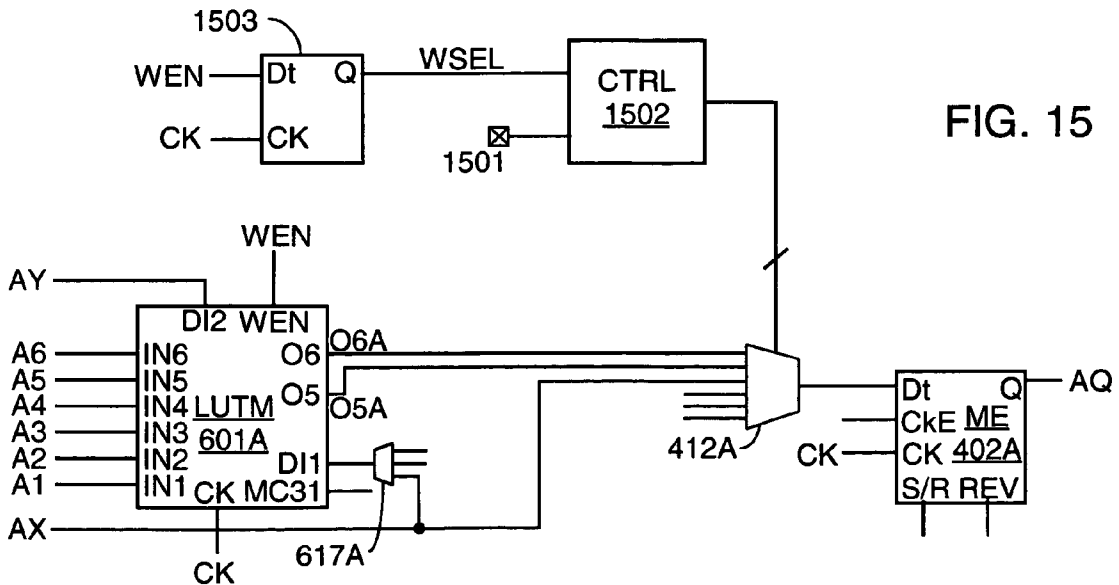 1503
WEN
Dt Q
CK
CK
WSEL
CTRL
1502
1501
FIG. 15
WEN
AY
DI2 WEN
A6
IN6
O6
O6A
A5
IN5
A4
IN4
LUTM
O5
O5A
A3
IN3
601A
A2
IN2
DI1
A1
IN1
CK
MC31
AX
CK
617A
412A
Dt Q
AQ
CkE
ME
CK
CK
402A
S/R REV